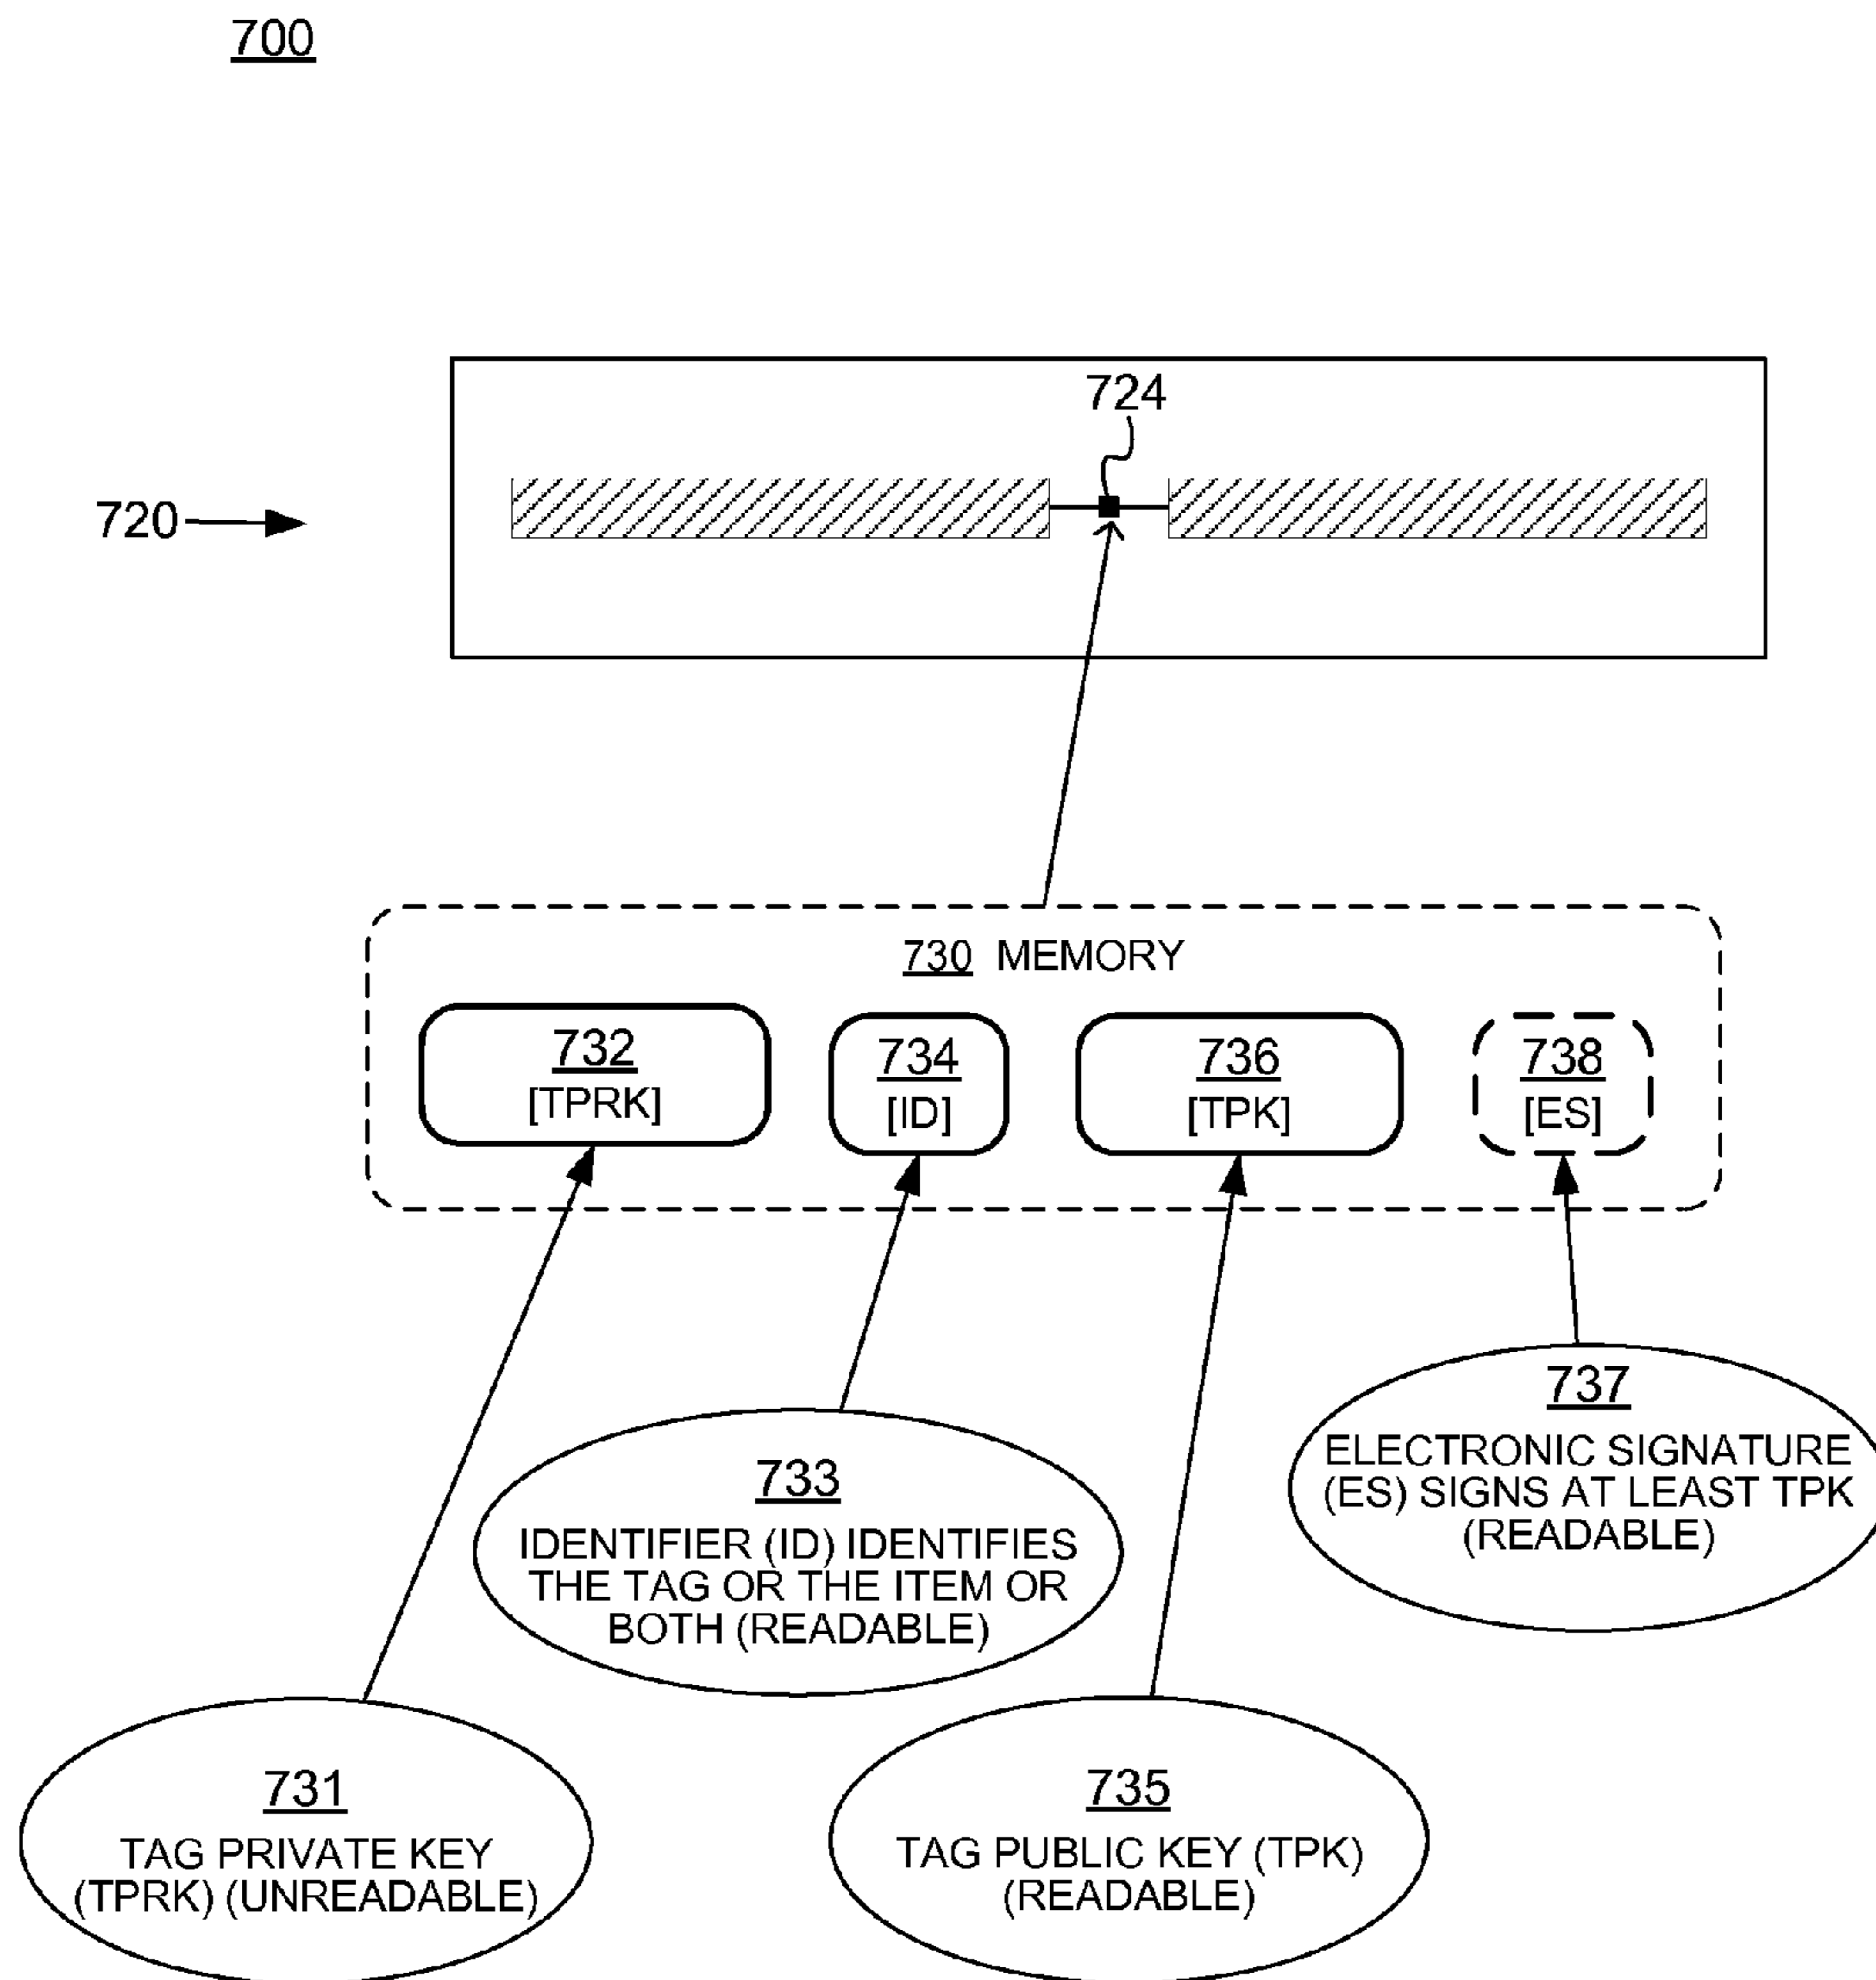 700
724
720
730 MEMORY
732
[TPRK]
734
[ID]
736
[TPK]
738
[ES]
737
ELECTRONIC SIGNATURE
(ES) SIGNS AT LEAST TPK
(READABLE)
733
IDENTIFIER (ID) IDENTIFIES
THE TAG OR THE ITEM OR
BOTH (READABLE)
731
TAG PRIVATE KEY
(TPRK) (UNREADABLE)
735
TAG PUBLIC KEY (TPK)
(READABLE)